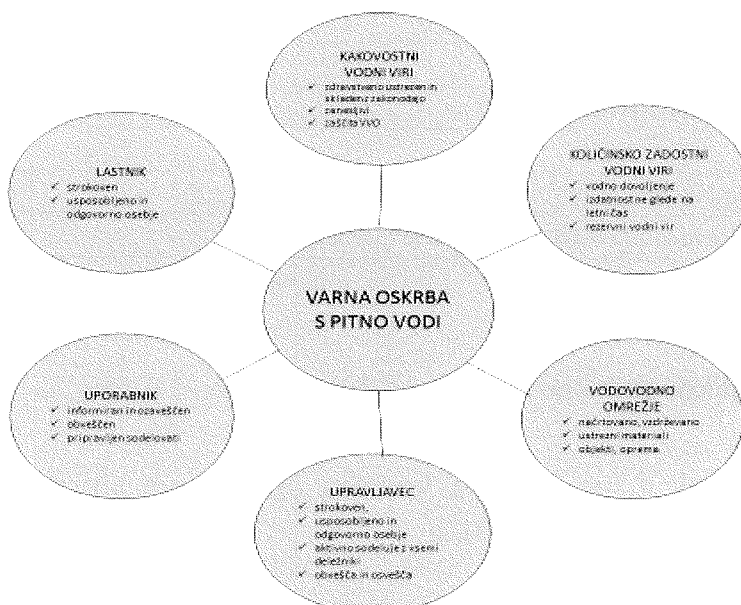 KAKOVOSTNI
VODNI VIRI
✓ zdravstveno ustrezen in
skladen z zakonodajo
✓ zanesljivi
✓ zaščita VVO
KOLIČINSKO ZADOSTNI
VODNI VIRI
✓ vodno dovoljenje
✓ izdatnostne glede na
letni čas
✓ rezervni vodni vir
LASTNIK
✓ strokoven
✓ usposobljeno in
odgovorno osebje
VARNA OSKRBA
S PITNO VODI
UPORABNIK
✓ informiran in ozaveščen
✓ obveščen
✓ pripravljen sodelovati
VODOVODNO
OMREŽJE
✓ načrtovano, vzdrževano
✓ ustrezni materiali
✓ objekti, oprema
UPRAVLJAVEC
✓ strokoven,
✓ usposobljeno in
odgovorno osebje
✓ aktivno sodeluje z vsemi
deležniki
✓ obvešča in osvešča